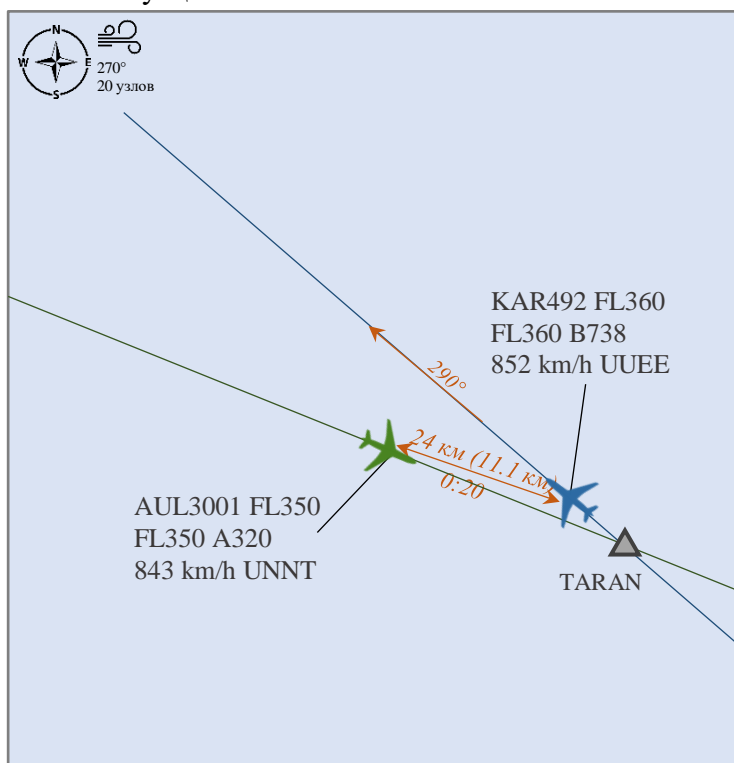 N
W E
S
270°
20 узлов
KAR492 FL360
FL360 B738
852 km/h UUEE
290°
24 км (11.1 км
0:20
AUL3001 FL350
FL350 A320
843 km/h UNNT
TARAN